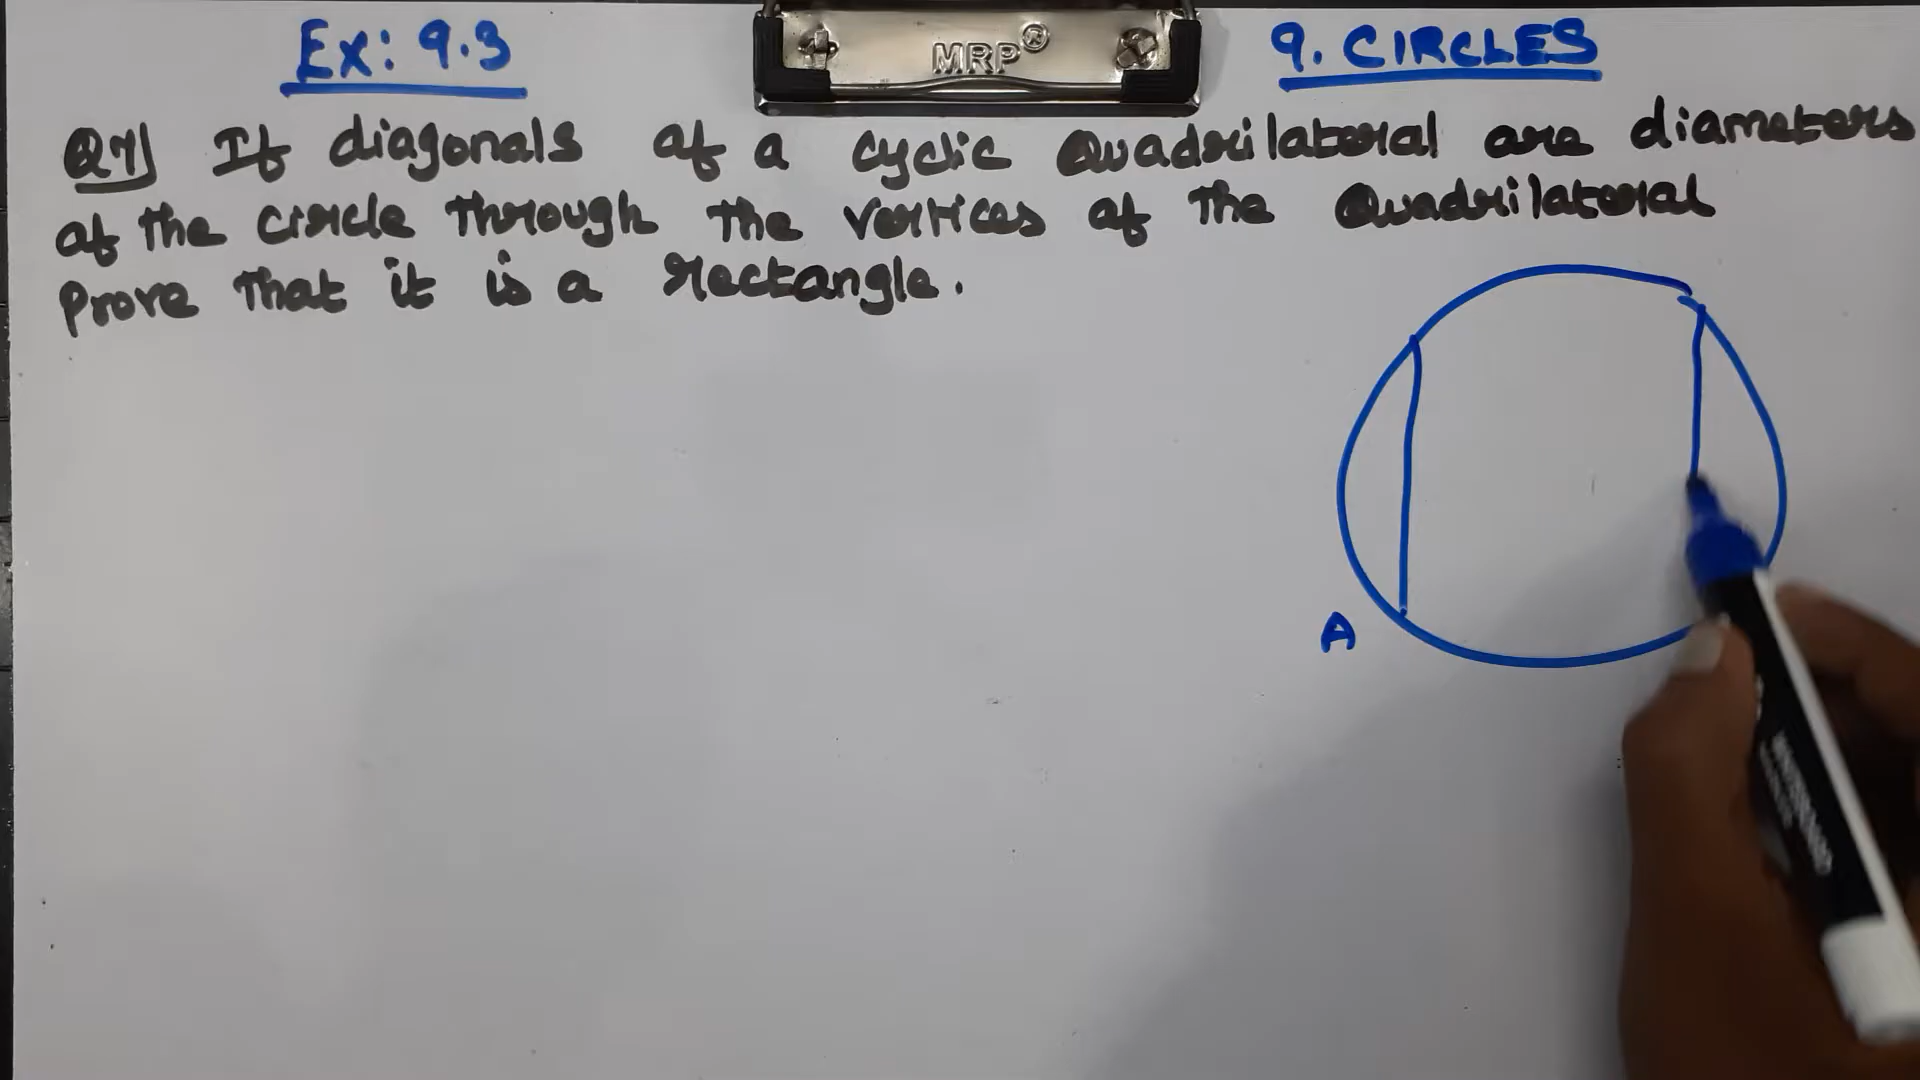 Ex: 9.3
MRP®
9. CIRCLES
Q7) If diagonals of a cyclic Quadrilateral are diameters
of the circle through the vertices of the Quadrilateral
Prove that it is a rectangle.
A